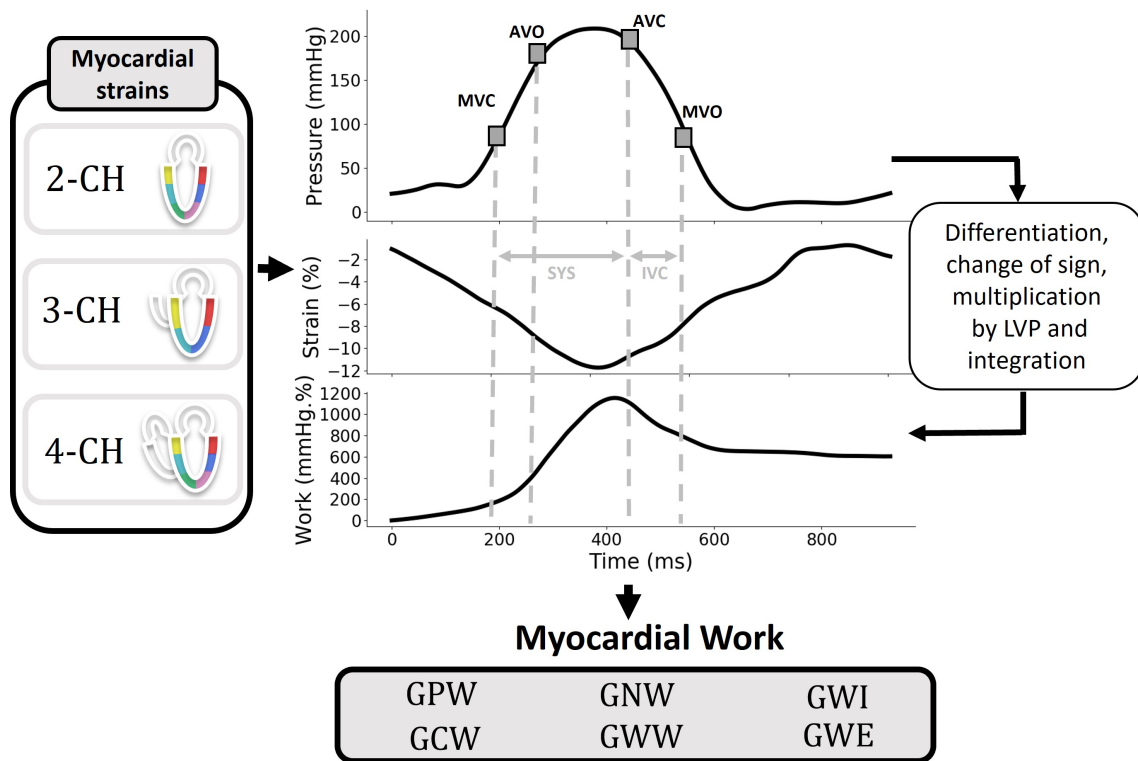 Myocardial
strains
2-CH
3-CH
4-CH
Pressure (mmHg)
200
150
100
50
0
MVC
AVO
AVC
MVO
Strain (%)
−2
−4
−6
−8
−10
−12
SYS
IVC
Work (mmHg.%)
1200
1000
800
600
400
200
0
0
200
400
600
800
Time (ms)
Differentiation,
change of sign,
multiplication
by LVP and
integration
Myocardial Work
GPW GNW GWI
GCW GWW GWE